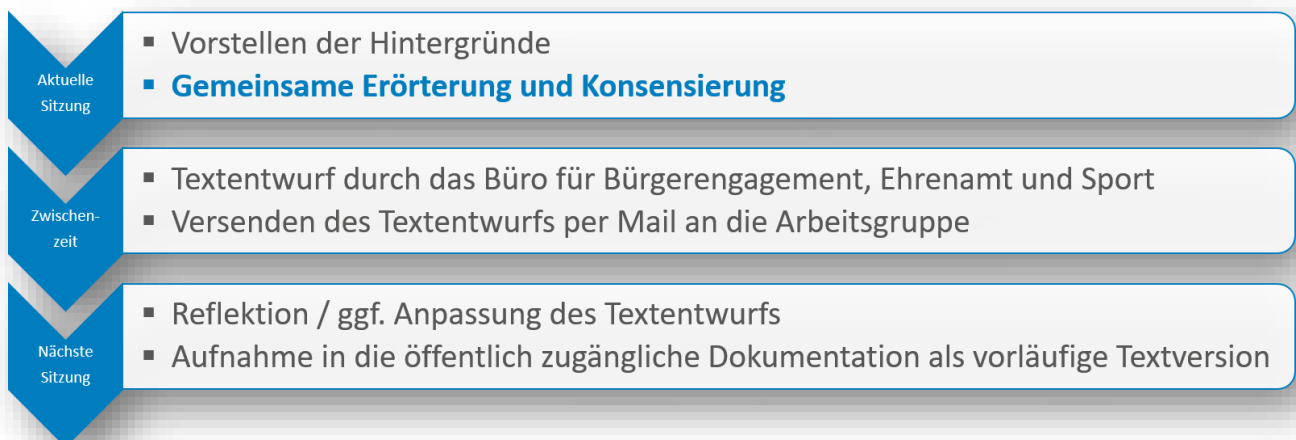 Aktuelle
Sitzung
▪ Vorstellen der Hintergründe
▪ Gemeinsame Erörterung und Konsensierung
Zwischen-
zeit
▪ Textentwurf durch das Büro für Bürgerengagement, Ehrenamt und Sport
▪ Versenden des Textentwurfs per Mail an die Arbeitsgruppe
Nächste
Sitzung
▪ Reflektion / ggf. Anpassung des Textentwurfs
▪ Aufnahme in die öffentlich zugängliche Dokumentation als vorläufige Textversion